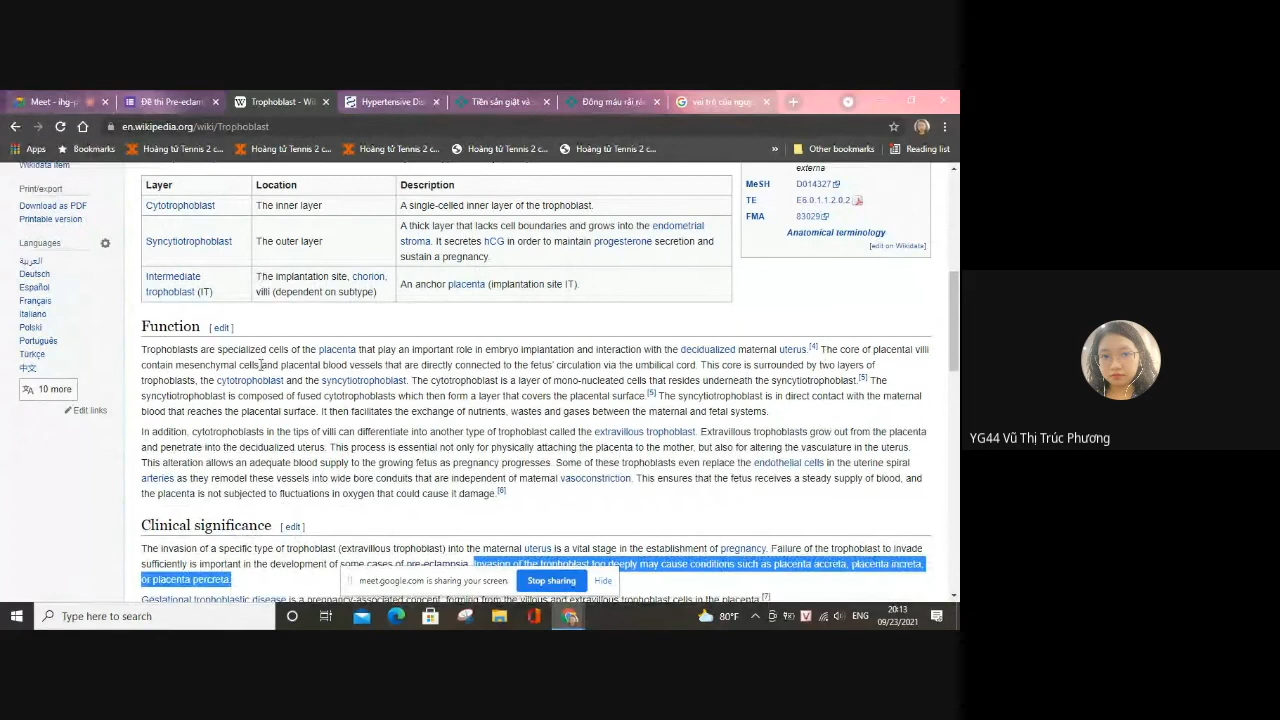 Meet - ihg-p
Đề thi Pre-eclam
Trophoblast - Wi
Hypertensive Dis
Tiền sản giật và
Đông máu rải rác
vai trò của nguy
en.wikipedia.org/wiki/Trophoblast
Apps
Bookmarks
Hoàng tử Tennis 2 c...
Hoàng tử Tennis 2 c...
Hoàng tử Tennis 2 c...
Hoàng tử Tennis 2 c...
Hoàng tử Tennis 2 c...
»
Other bookmarks
Reading list
Wikidata item
Print/export
Download as PDF
Printable version
Languages
العربية
Deutsch
Español
Français
Italiano
Polski
Português
Türkçe
中文
10 more
Edit links
Layer Location Description
Cytotrophoblast The inner layer A single-celled inner layer of the trophoblast.
Syncytiotrophoblast The outer layer A thick layer that lacks cell boundaries and grows into the endometrial
stroma. It secretes hCG in order to maintain progesterone secretion and
sustain a pregnancy.
Intermediate
trophoblast (IT)
The implantation site, chorion,
villi (dependent on subtype)
An anchor placenta (implantation site IT).
externa
MeSH D014327
TE E6.0.1.1.2.0.2
FMA 83029
Anatomical terminology
[edit on Wikidata]
Function [ edit ]
Trophoblasts are specialized cells of the placenta that play an important role in embryo implantation and interaction with the decidualized maternal uterus.[4] The core of placental villi
contain mesenchymal cells and placental blood vessels that are directly connected to the fetus' circulation via the umbilical cord. This core is surrounded by two layers of
trophoblasts, the cytotrophoblast and the syncytiotrophoblast. The cytotrophoblast is a layer of mono-nucleated cells that resides underneath the syncytiotrophoblast.[5] The
syncytiotrophoblast is composed of fused cytotrophoblasts which then form a layer that covers the placental surface.[5] The syncytiotrophoblast is in direct contact with the maternal
blood that reaches the placental surface. It then facilitates the exchange of nutrients, wastes and gases between the maternal and fetal systems.
In addition, cytotrophoblasts in the tips of villi can differentiate into another type of trophoblast called the extravillous trophoblast. Extravillous trophoblasts grow out from the placenta
and penetrate into the decidualized uterus. This process is essential not only for physically attaching the placenta to the mother, but also for altering the vasculature in the uterus.
This alteration allows an adequate blood supply to the growing fetus as pregnancy progresses. Some of these trophoblasts even replace the endothelial cells in the uterine spiral
arteries as they remodel these vessels into wide bore conduits that are independent of maternal vasoconstriction. This ensures that the fetus receives a steady supply of blood, and
the placenta is not subjected to fluctuations in oxygen that could cause it damage.[6]
Clinical significance [ edit ]
The invasion of a specific type of trophoblast (extravillous trophoblast) into the maternal uterus is a vital stage in the establishment of pregnancy. Failure of the trophoblast to invade
sufficiently is important in the development of some cases of pre-eclampsia. Invasion of the trophoblast too deeply may cause conditions such as placenta accreta, placenta increta,
or placenta percreta.
Gestational trophoblastic disease is a pregnancy-associated concept, forming from the villous and extravillous trophoblast cells in the placenta.[7]
meet.google.com is sharing your screen.
Stop sharing
Hide
Type here to search
80°F
ENG
20:13
09/23/2021
YG44 Vũ Thị Trúc Phương